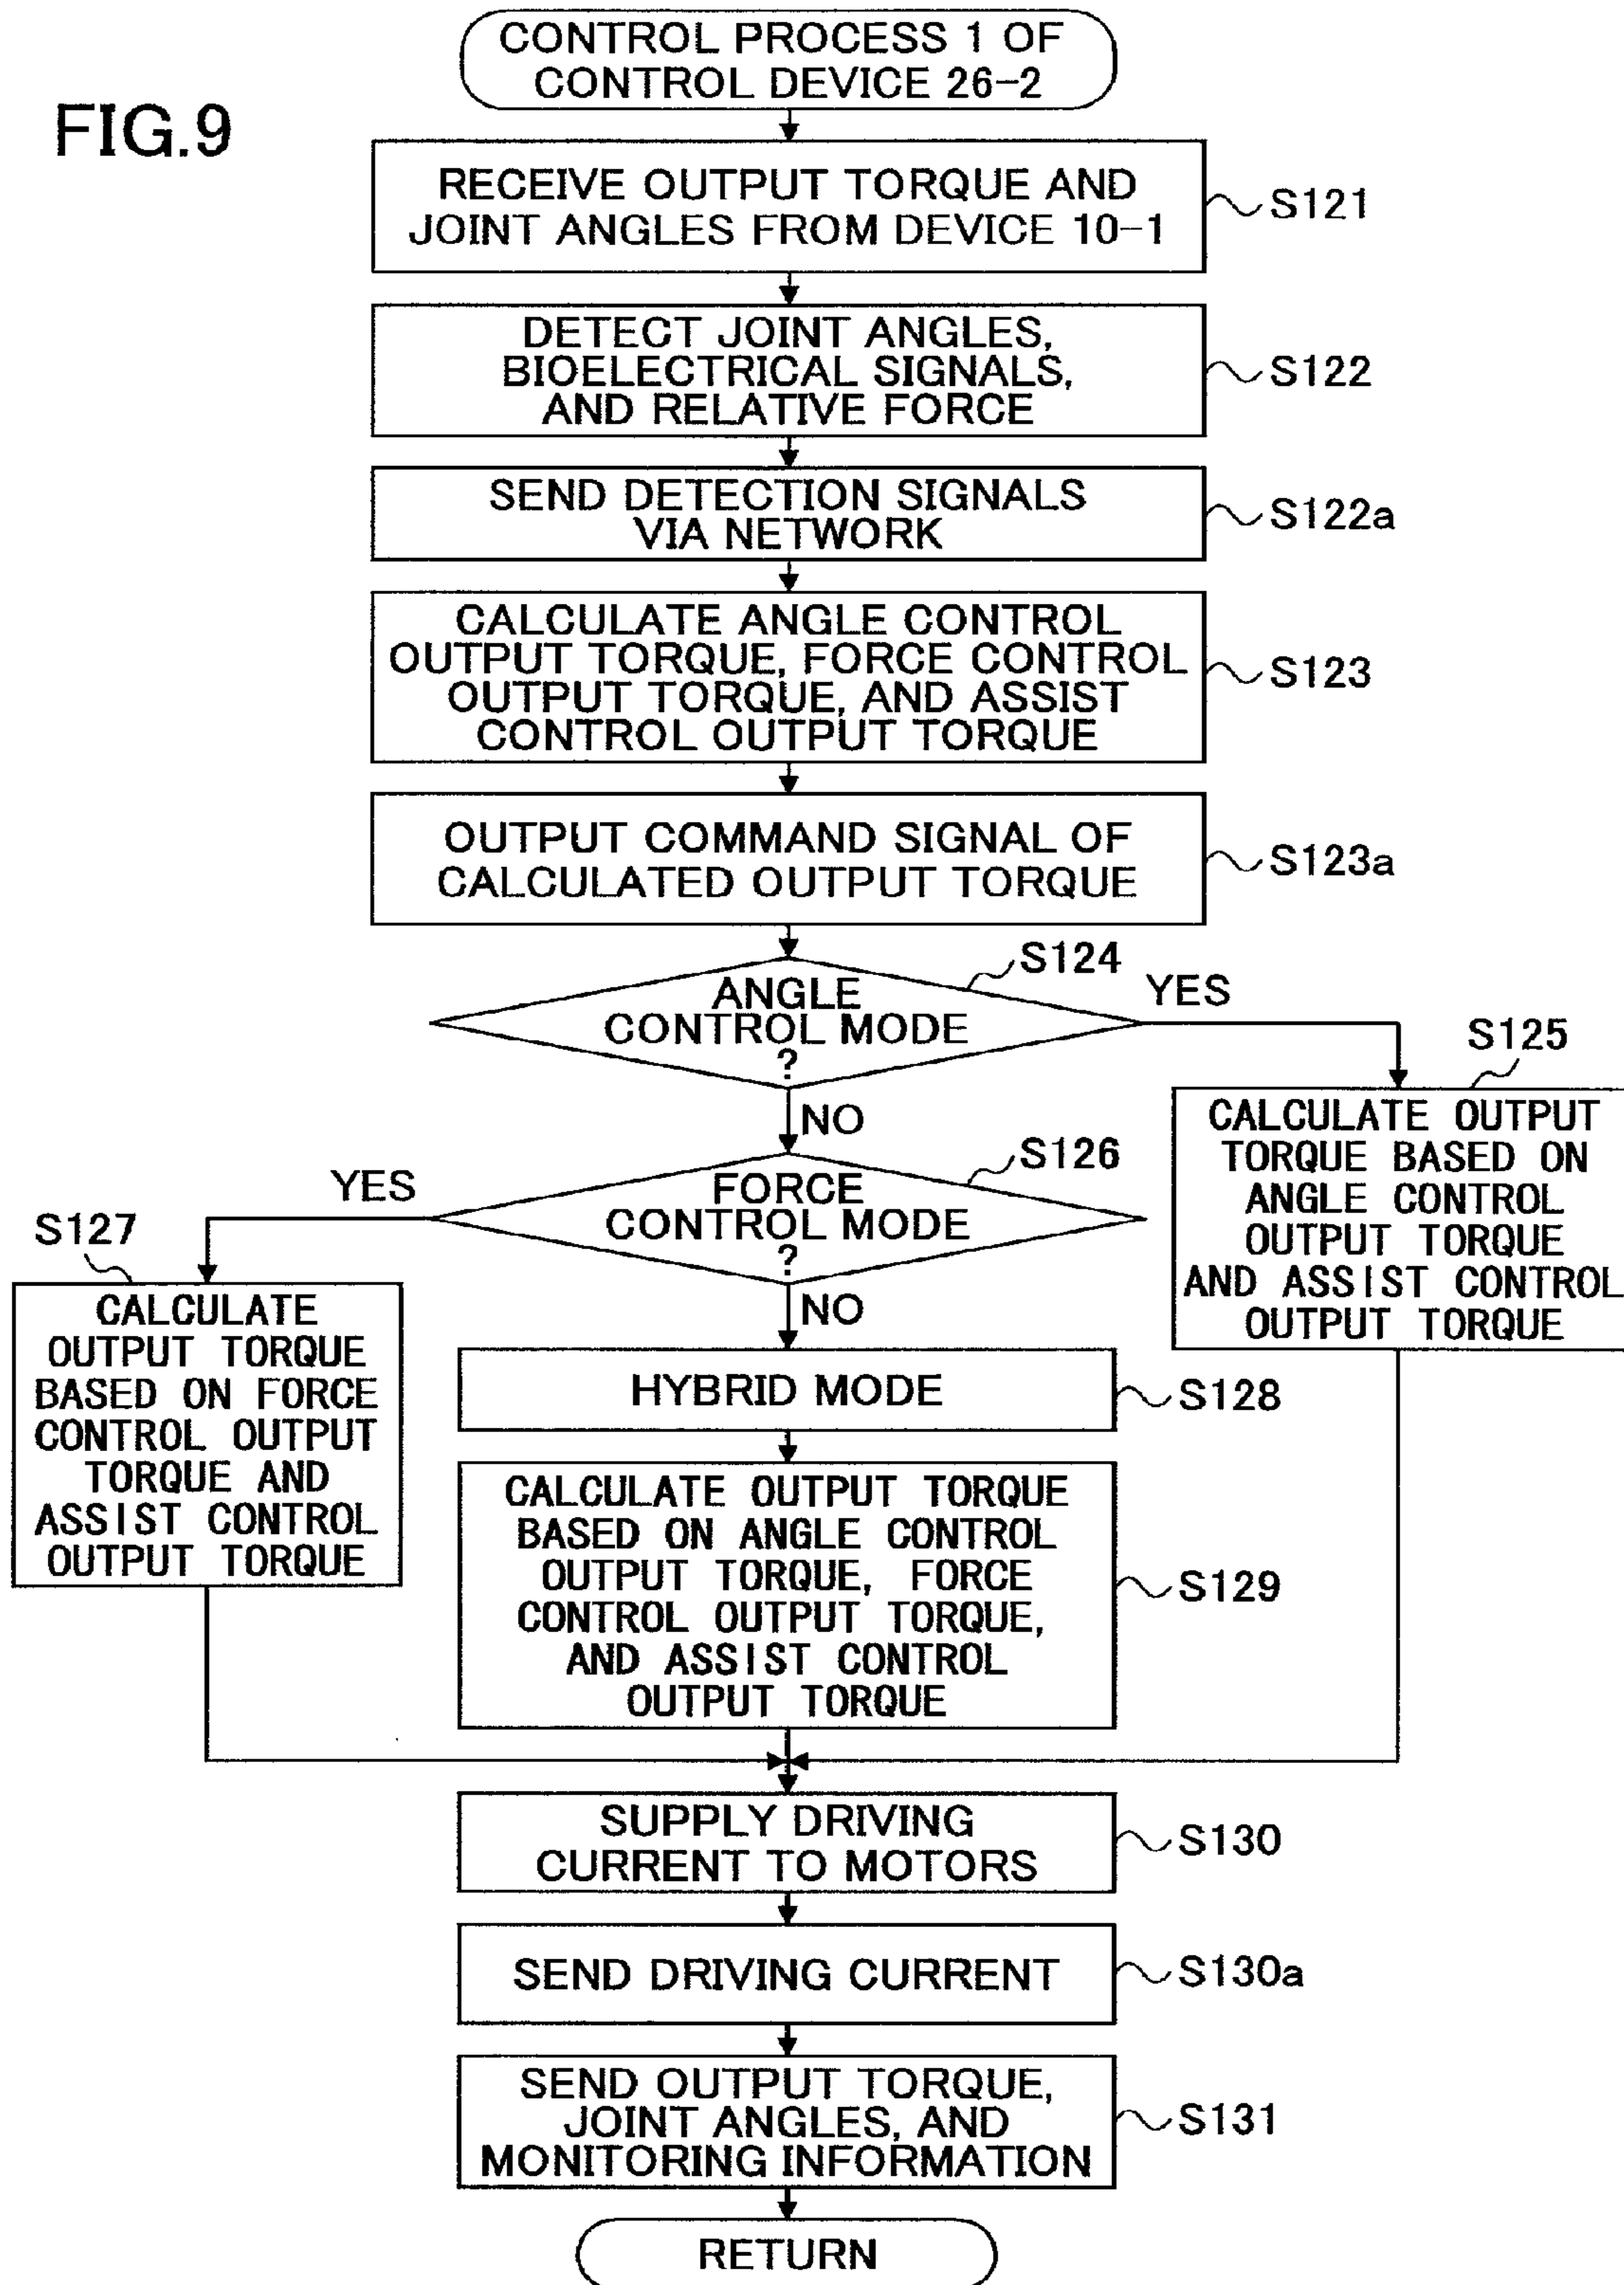 CONTROL PROCESS 1 OF
CONTROL DEVICE 26-2
FIG.9
RECEIVE OUTPUT TORQUE AND
JOINT ANGLES FROM DEVICE 10-1
S121
DETECT JOINT ANGLES,
BIOELECTRICAL SIGNALS,
AND RELATIVE FORCE
S122
SEND DETECTION SIGNALS
VIA NETWORK
S122a
CALCULATE ANGLE CONTROL
OUTPUT TORQUE, FORCE CONTROL
OUTPUT TORQUE, AND ASSIST
CONTROL OUTPUT TORQUE
S123
OUTPUT COMMAND SIGNAL OF
CALCULATED OUTPUT TORQUE
S123a
S124
ANGLE
CONTROL MODE
?
YES
NO
S125
CALCULATE OUTPUT
TORQUE BASED ON
ANGLE CONTROL
OUTPUT TORQUE
AND ASSIST CONTROL
OUTPUT TORQUE
S126
FORCE
CONTROL MODE
?
YES
NO
S127
CALCULATE
OUTPUT TORQUE
BASED ON FORCE
CONTROL OUTPUT
TORQUE AND
ASSIST CONTROL
OUTPUT TORQUE
HYBRID MODE
S128
CALCULATE OUTPUT TORQUE
BASED ON ANGLE CONTROL
OUTPUT TORQUE, FORCE
CONTROL OUTPUT TORQUE,
AND ASSIST CONTROL
OUTPUT TORQUE
S129
SUPPLY DRIVING
CURRENT TO MOTORS
S130
SEND DRIVING CURRENT
S130a
SEND OUTPUT TORQUE,
JOINT ANGLES, AND
MONITORING INFORMATION
S131
RETURN